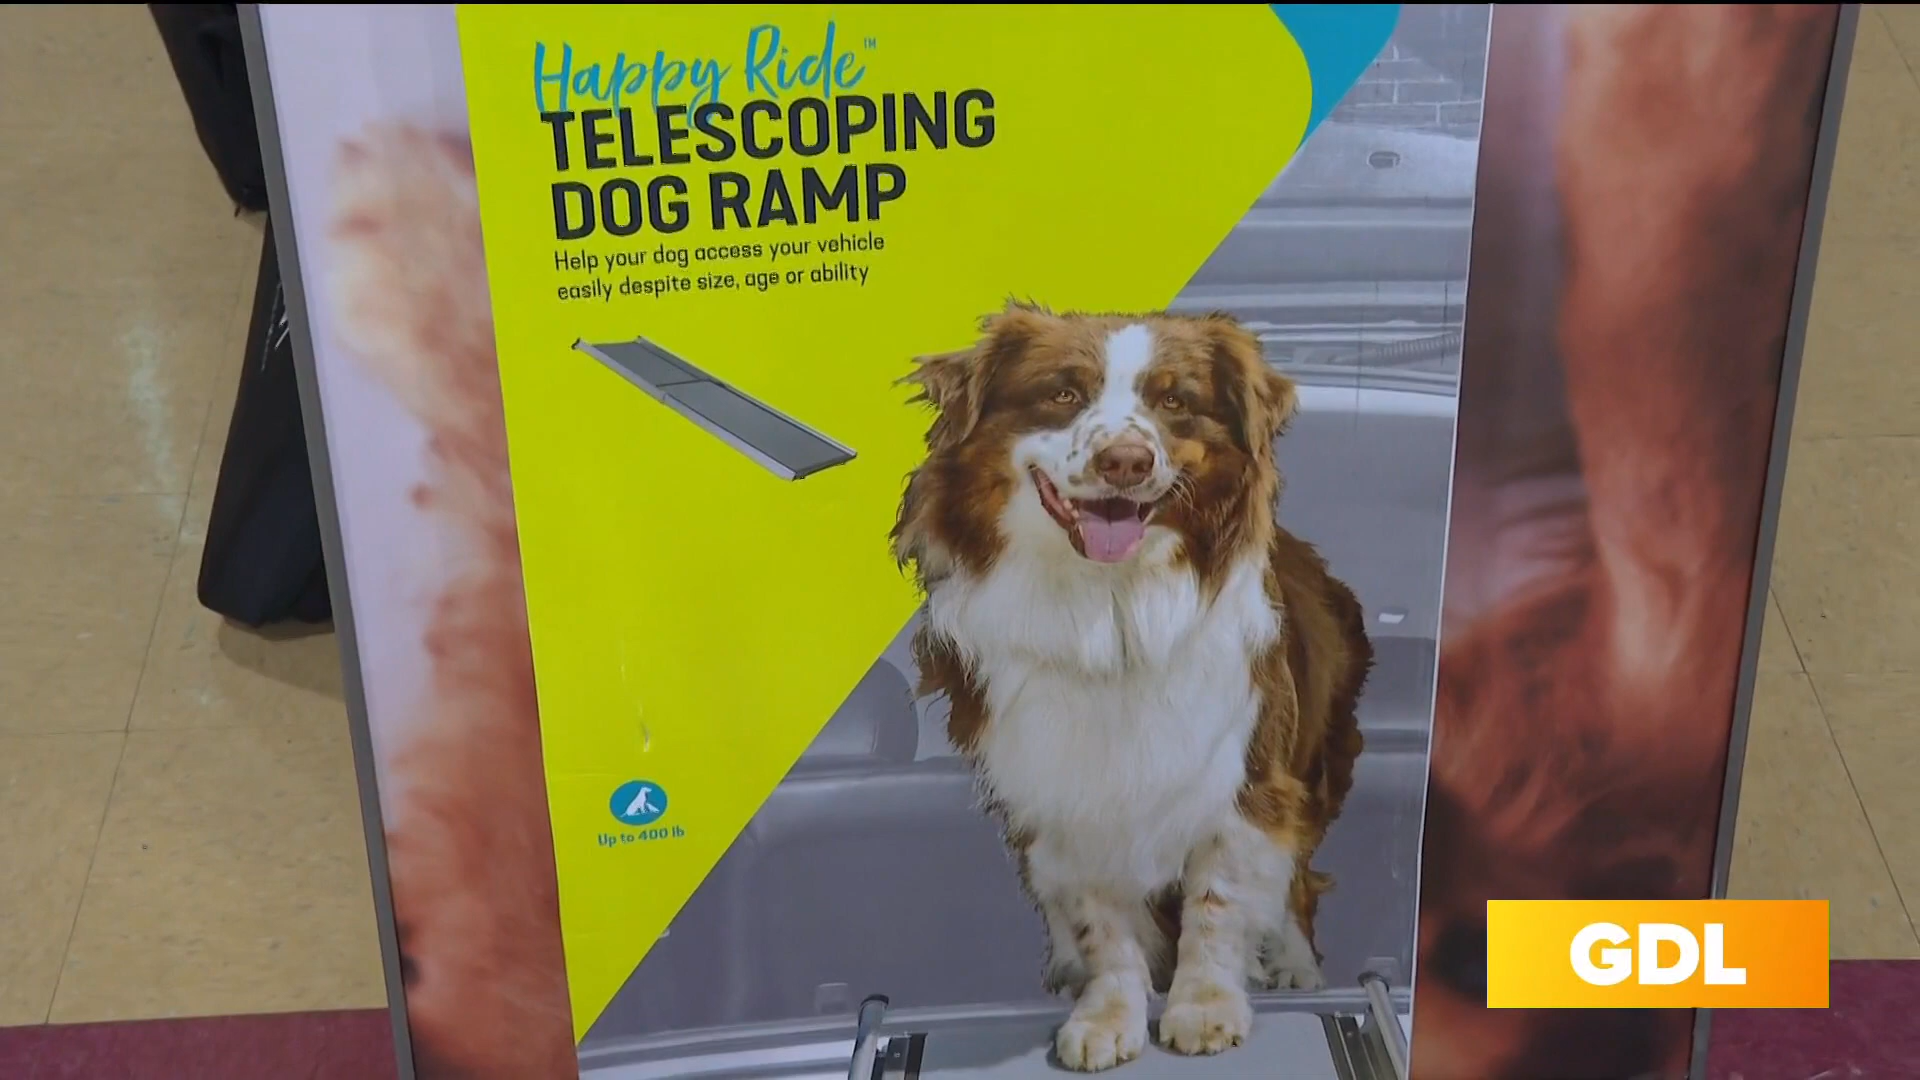 Happy Ride™
TELESCOPING
DOG RAMP
Help your dog access your vehicle
easily despite size, age or ability
Up to 400 lb
GDL